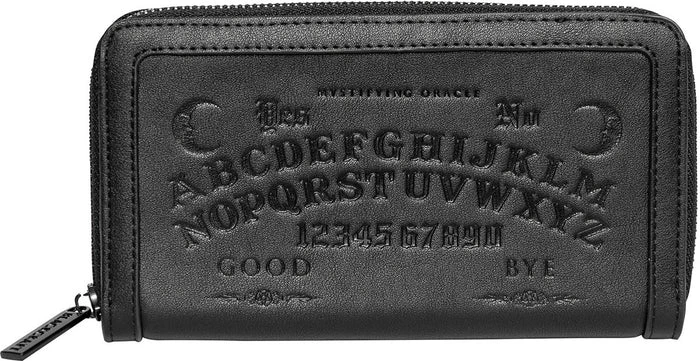 MYSTIFYING ORACLE
Yes No
ABCDEFGHIJKLM
NOPQRSTUVWXYZ
1234567890
GOOD BYE